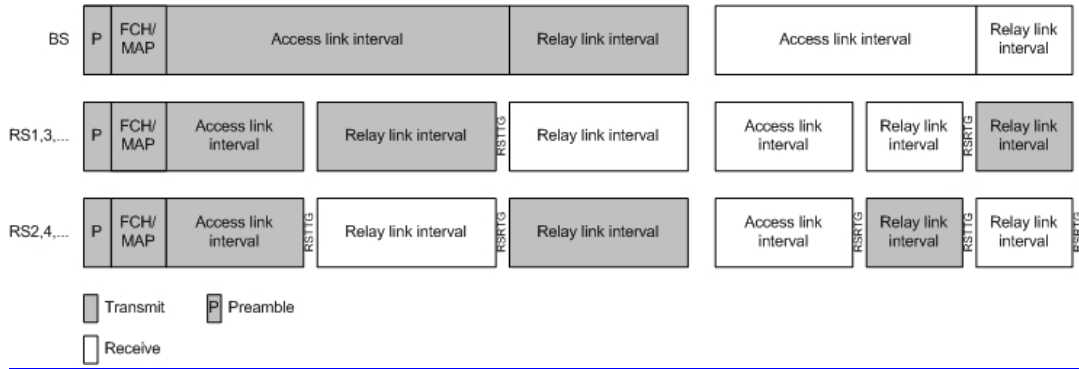 BS P FCH/ Access link interval Relay link interval Access link interval Relay link
MAP interval
RS1,3,... P FCH/ Access link Relay link interval RSTTG Relay link interval Access link Relay link RSRTG Relay link
MAP interval interval interval interval
RS2,4,... P FCH/ Access link RSTTG Relay link interval RSRTG Relay link interval Access link RSRTG Relay link RSTTG Relay link RSRTG
MAP interval interval interval interval
Transmit P Preamble
Receive